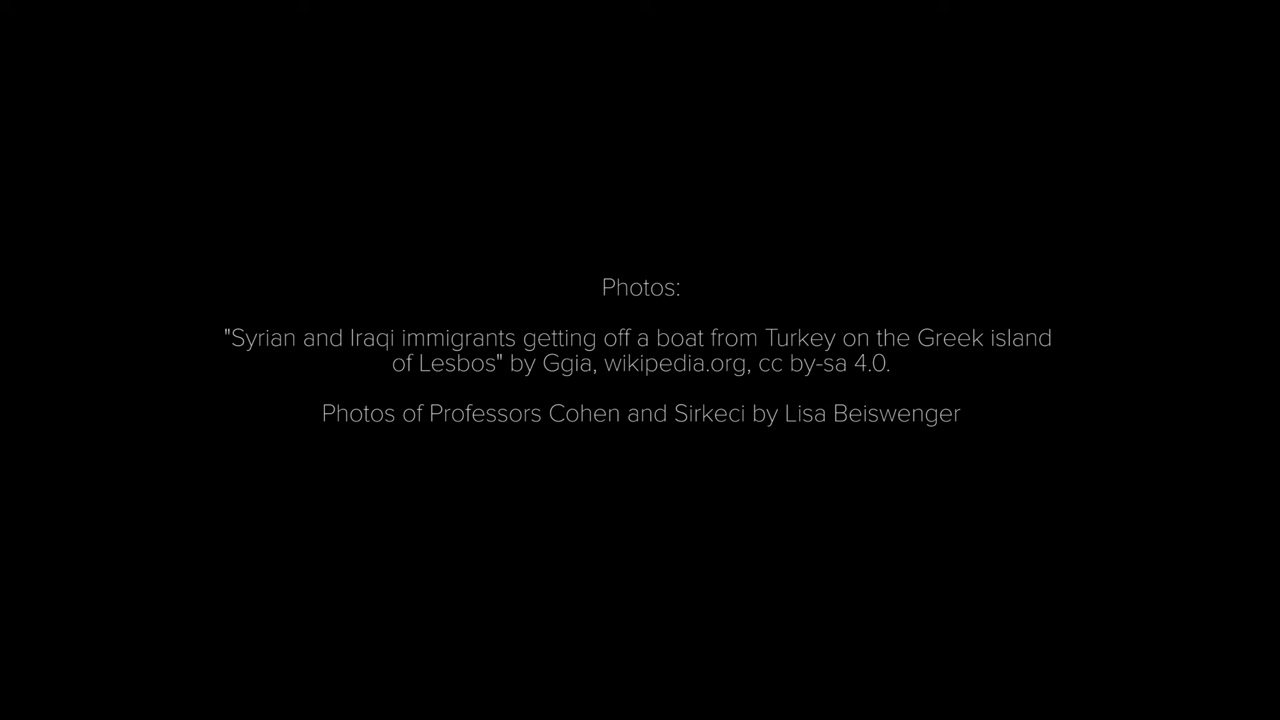 Photos:
"Syrian and Iraqi immigrants getting off a boat from Turkey on the Greek island
of Lesbos" by Ggia, wikipedia.org, cc by-sa 4.0.
Photos of Professors Cohen and Sirkeci by Lisa Beiswenger